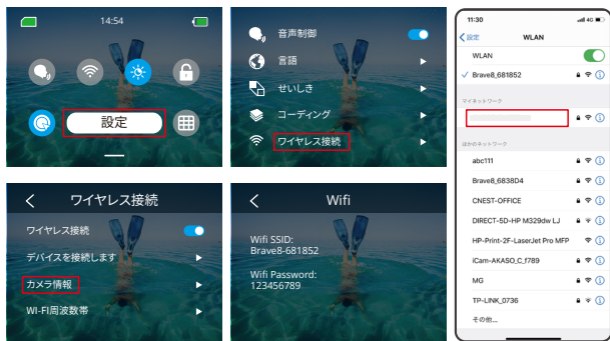 14:54
設定
音声制御
言語
せいしき
コーディング
ワイヤレス接続
ワイヤレス接続
ワイヤレス接続
デバイスを接続します
カメラ情報
WI-FI周波数帯
Wifi
Wifi SSID:
Brave8-681852
Wifi Password:
123456789
11:30
4G
設定
WLAN
WLAN
Brave8_681852
マイネットワーク
ほかのネットワーク
abc111
Brave8_6838D4
CNEST-OFFICE
DIRECT-5D-HP M329dw LJ
HP-Print-2F-LaserJet Pro MFP
iCam-AKASO_C_f789
MG
TP-LINK_0736
その他...